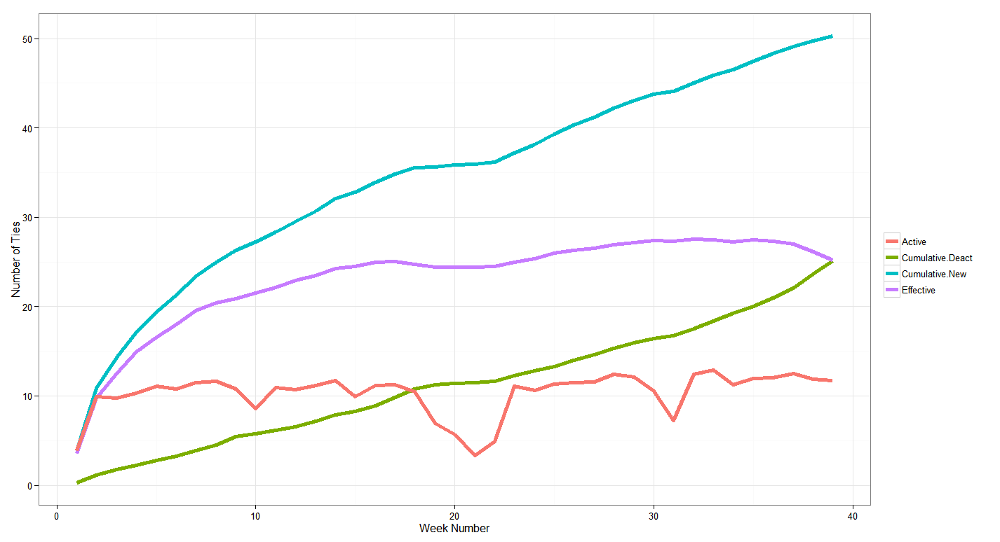 50
40
30
20
10
0
Number of Ties
0 10 20 30 40
Week Number
Active
Cumulative.Deact
Cumulative.New
Effective